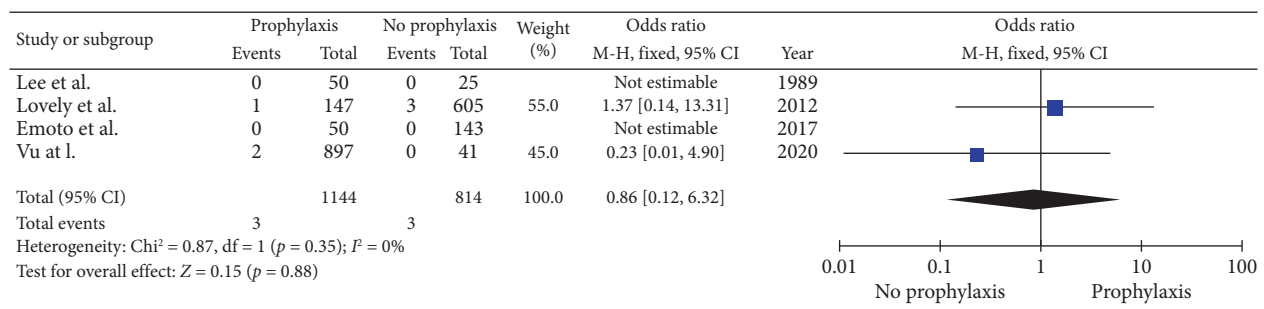 Study or subgroup Prophylaxis No prophylaxis Weight (%) Odds ratio Odds ratio
Events Total Events Total M-H, fixed, 95% CI Year M-H, fixed, 95% CI
Lee et al. 0 50 0 25 Not estimable 1989
Lovely et al. 1 147 3 605 55.0 1.37 [0.14, 13.31] 2012
Emoto et al. 0 50 0 143 Not estimable 2017
Vu at l. 2 897 0 41 45.0 0.23 [0.01, 4.90] 2020
Total (95% CI) 1144 814 100.0 0.86 [0.12, 6.32]
Total events 3 3
Heterogeneity: Chi² = 0.87, df = 1 (p = 0.35); I² = 0%
Test for overall effect: Z = 0.15 (p = 0.88)
0.01 0.1 1 10 100
No prophylaxis Prophylaxis